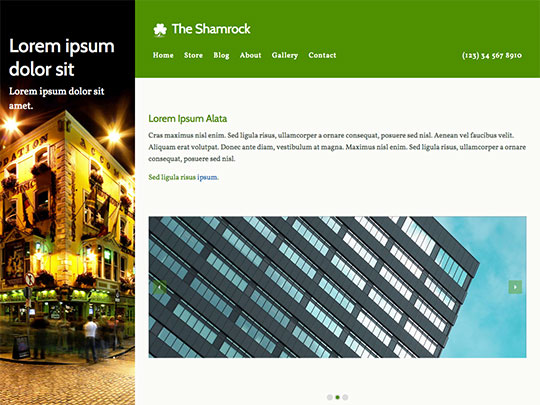 Lorem ipsum
dolor sit
Lorem ipsum dolor sit
amet.
The Shamrock
Home Store Blog About Gallery Contact
(123) 34 567 8910
Lorem Ipsum Alata
Cras maximus nisl enim. Sed ligula risus, ullamcorper a ornare consequat, posuere sed nisl. Aenean vel faucibus velit.
Aliquam erat volutpat. Donec ante diam, vestibulum at magna. Maximus nisl enim. Sed ligula risus, ullamcorper a ornare
consequat, posuere sed nisl.
Sed ligula risus ipsum.